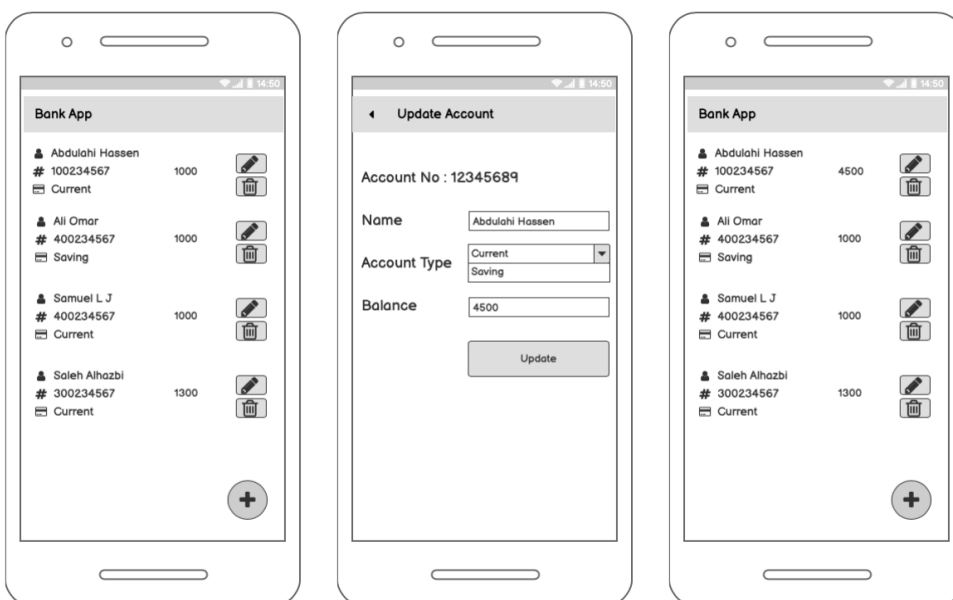 14:50
Bank App
Abdulahi Hassen
# 100234567 1000
Current
Ali Omar
# 400234567 1000
Saving
Samuel L J
# 400234567 1000
Current
Saleh Alhazbi
# 300234567 1300
Current
+
14:50
Update Account
Account No : 12345689
Name Abdulahi Hassen
Account Type Current
Saving
Balance 4500
Update
14:50
Bank App
Abdulahi Hassen
# 100234567 4500
Current
Ali Omar
# 400234567 1000
Saving
Samuel L J
# 400234567 1000
Current
Saleh Alhazbi
# 300234567 1300
Current
+